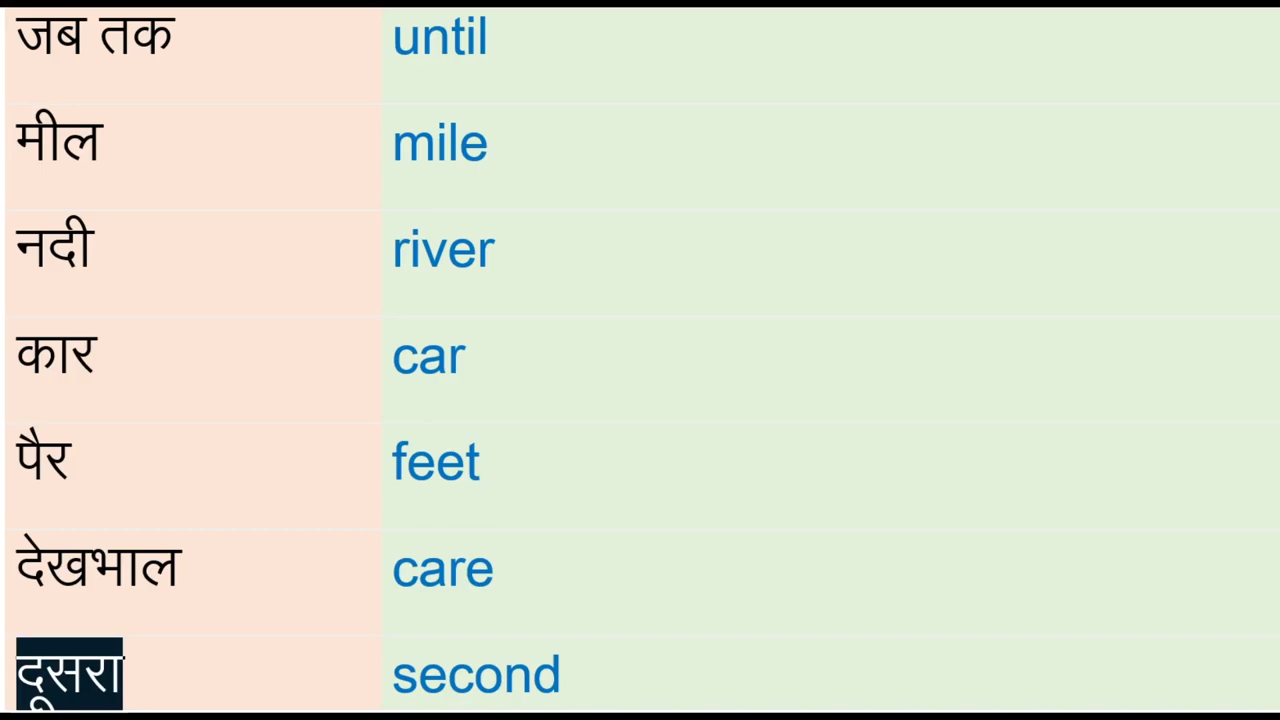 जब तक until
मील mile
नदी river
कार car
पैर feet
देखभाल care
दूसरा second